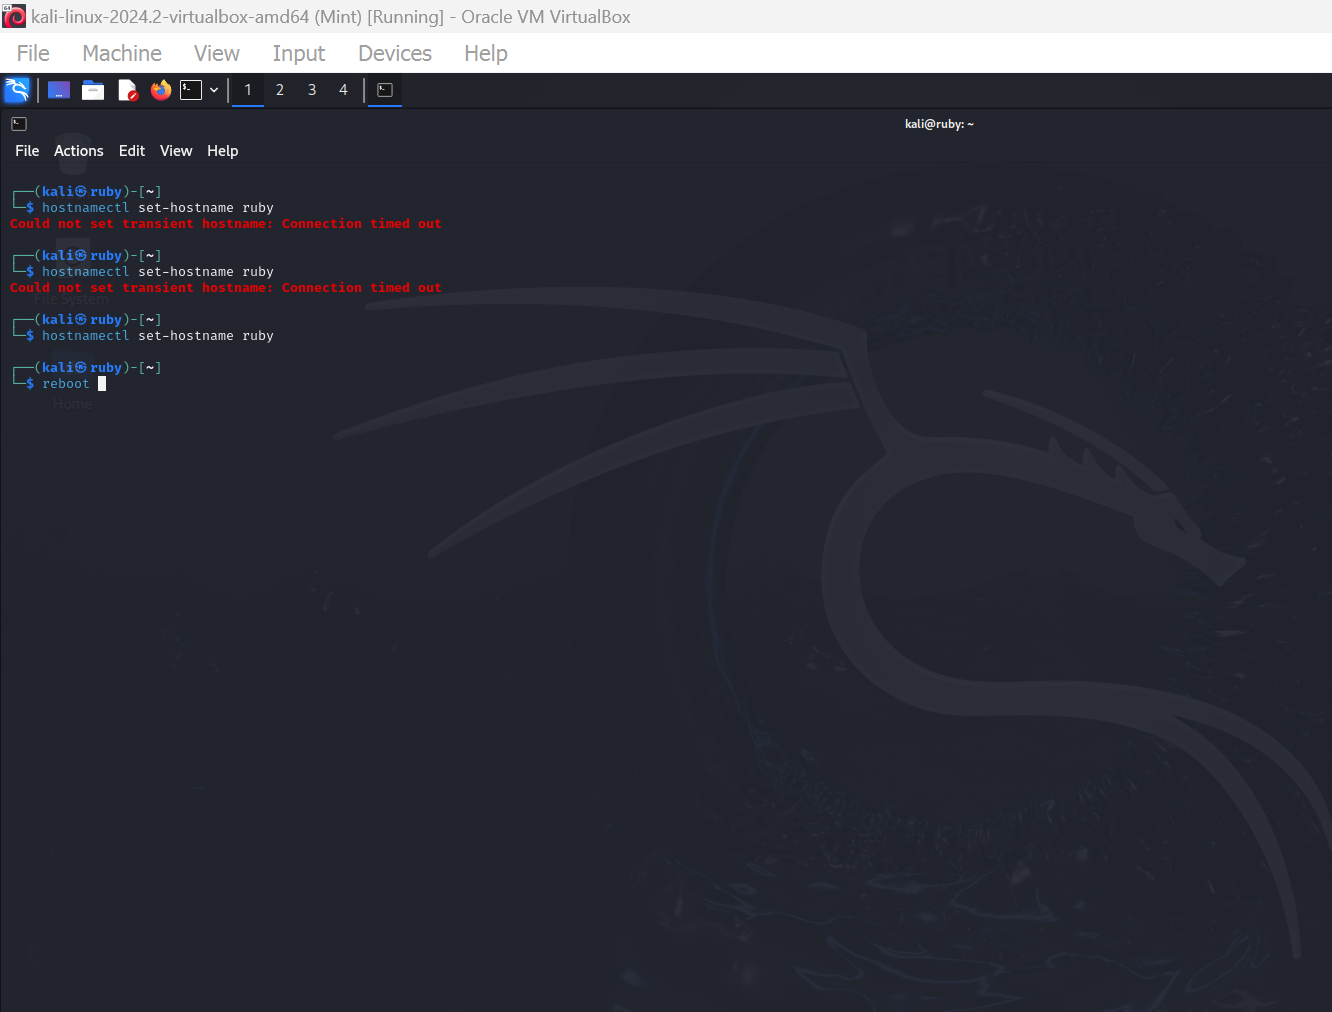 kali-linux-2024.2-virtualbox-amd64 (Mint) [Running] - Oracle VM VirtualBox
File Machine View Input Devices Help
1 2 3 4
kali@ruby: ~
File Actions Edit View Help
┌──(kali㉿ruby)-[~]
└─$ hostnamectl set-hostname ruby
Could not set transient hostname: Connection timed out
┌──(kali㉿ruby)-[~]
└─$ hostnamectl set-hostname ruby
Could not set transient hostname: Connection timed out
File System
┌──(kali㉿ruby)-[~]
└─$ hostnamectl set-hostname ruby
┌──(kali㉿ruby)-[~]
└─$ reboot
Home